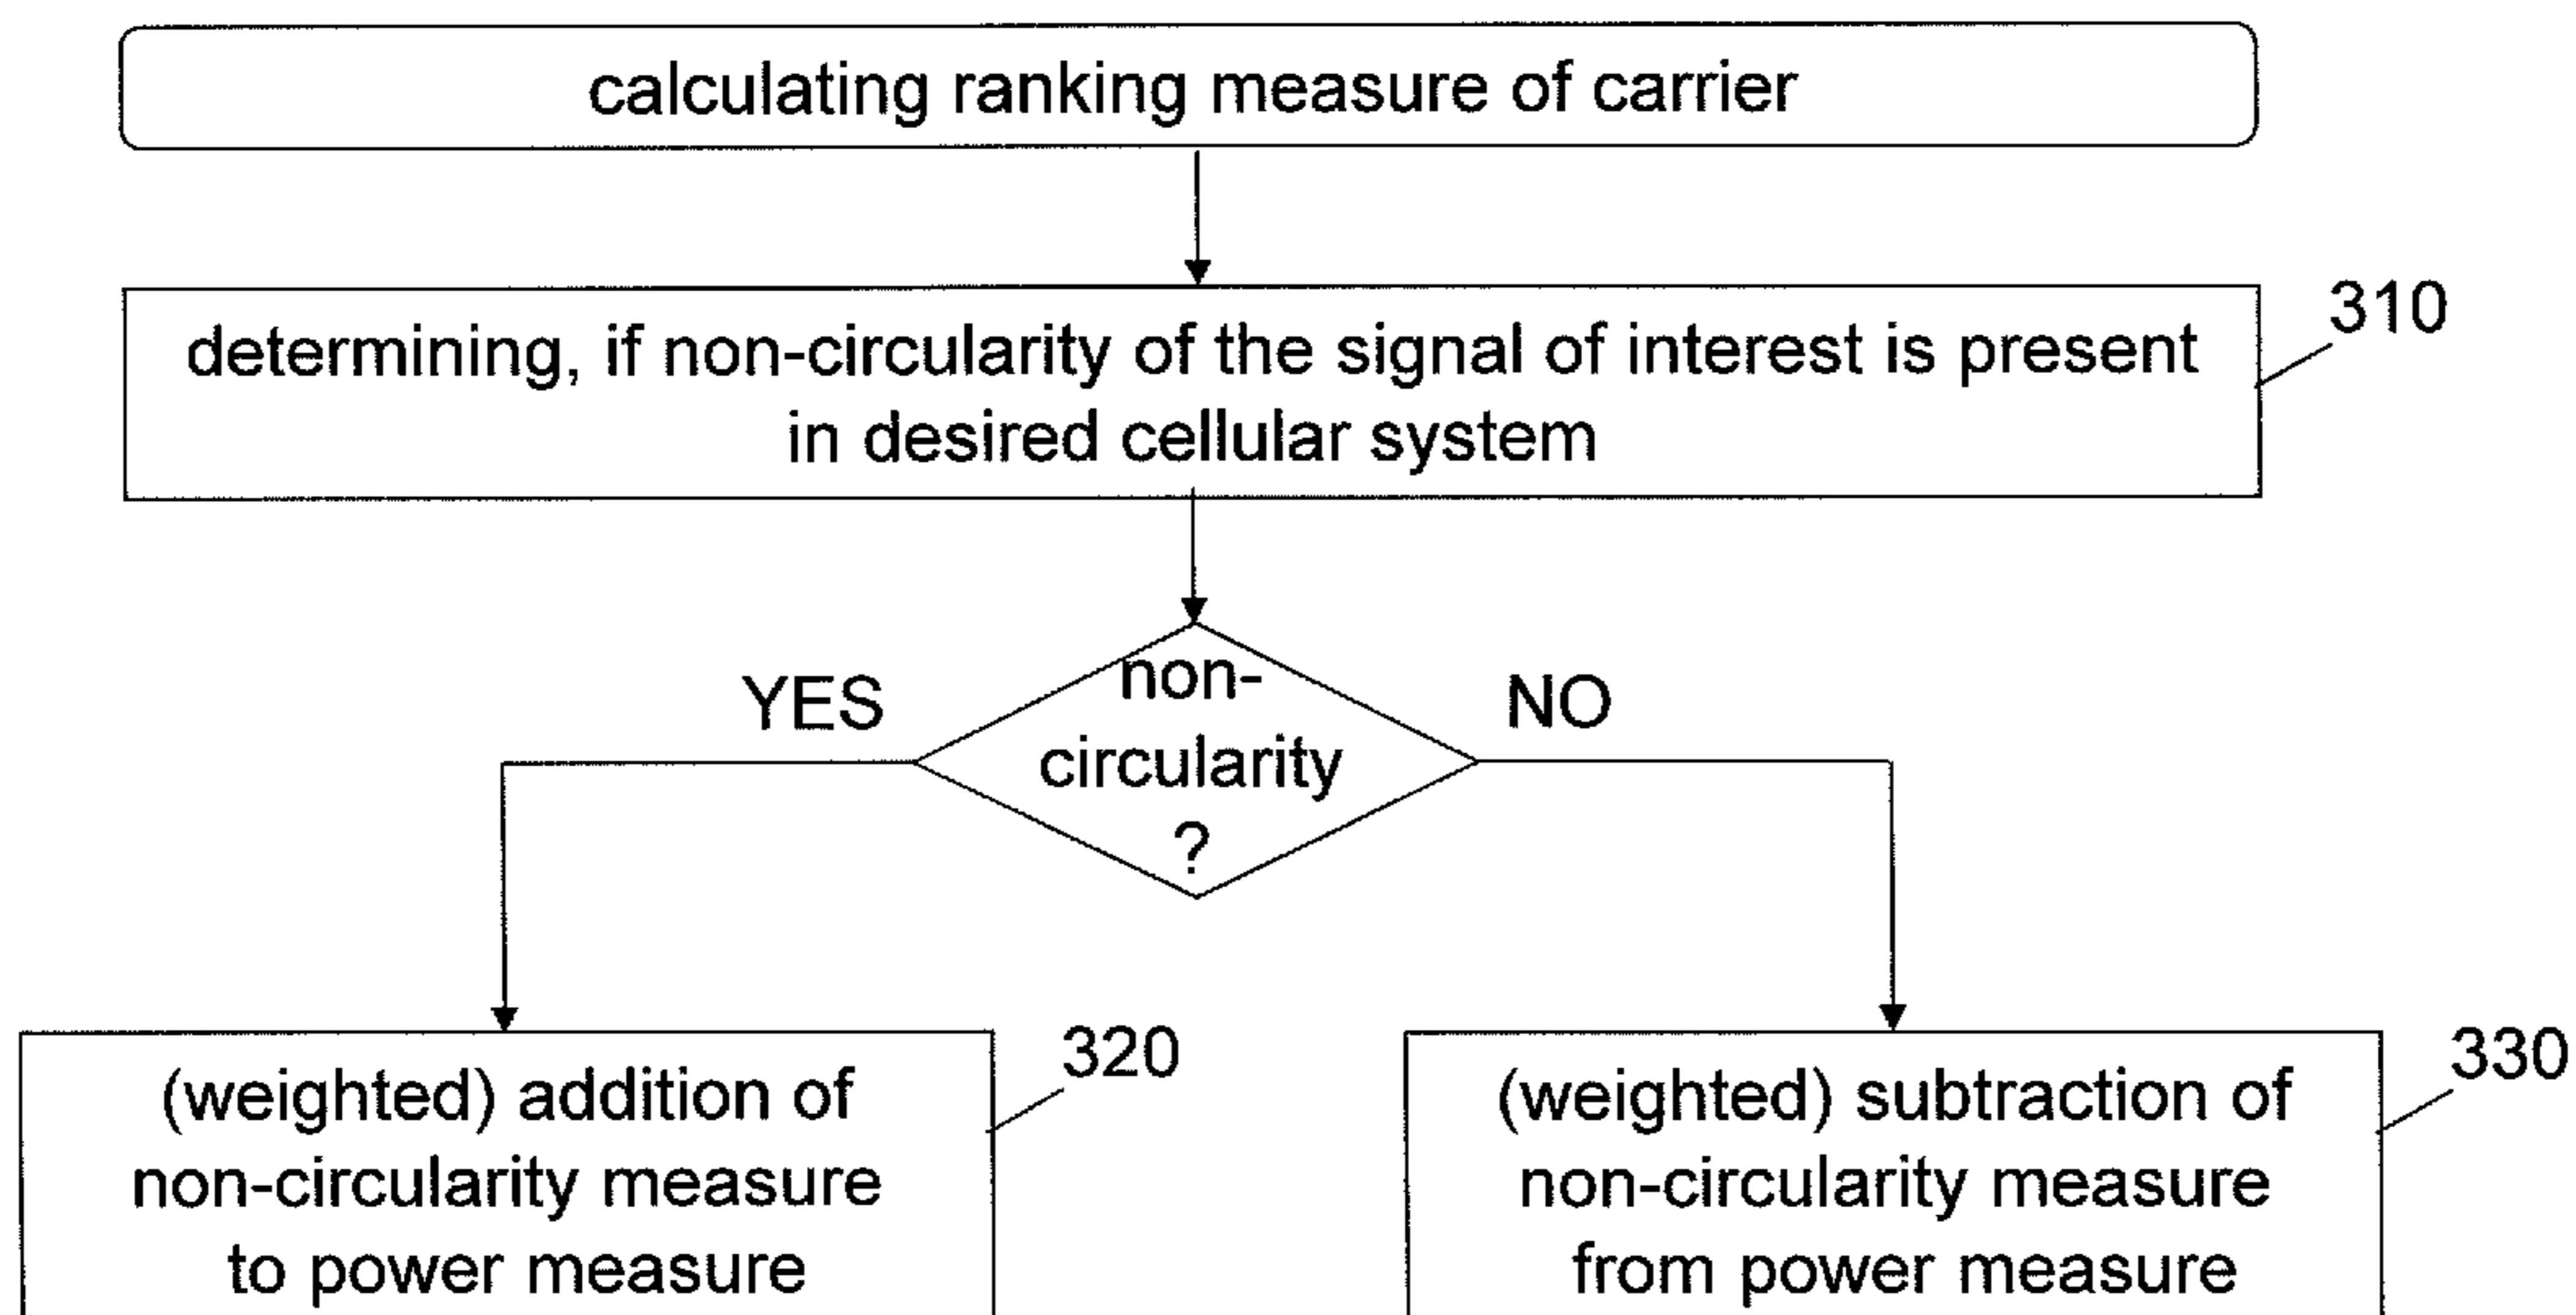 calculating ranking measure of carrier
determining, if non-circularity of the signal of interest is present
in desired cellular system
310
YES
non-
circularity
?
NO
(weighted) addition of
non-circularity measure
to power measure
320
(weighted) subtraction of
non-circularity measure
from power measure
330